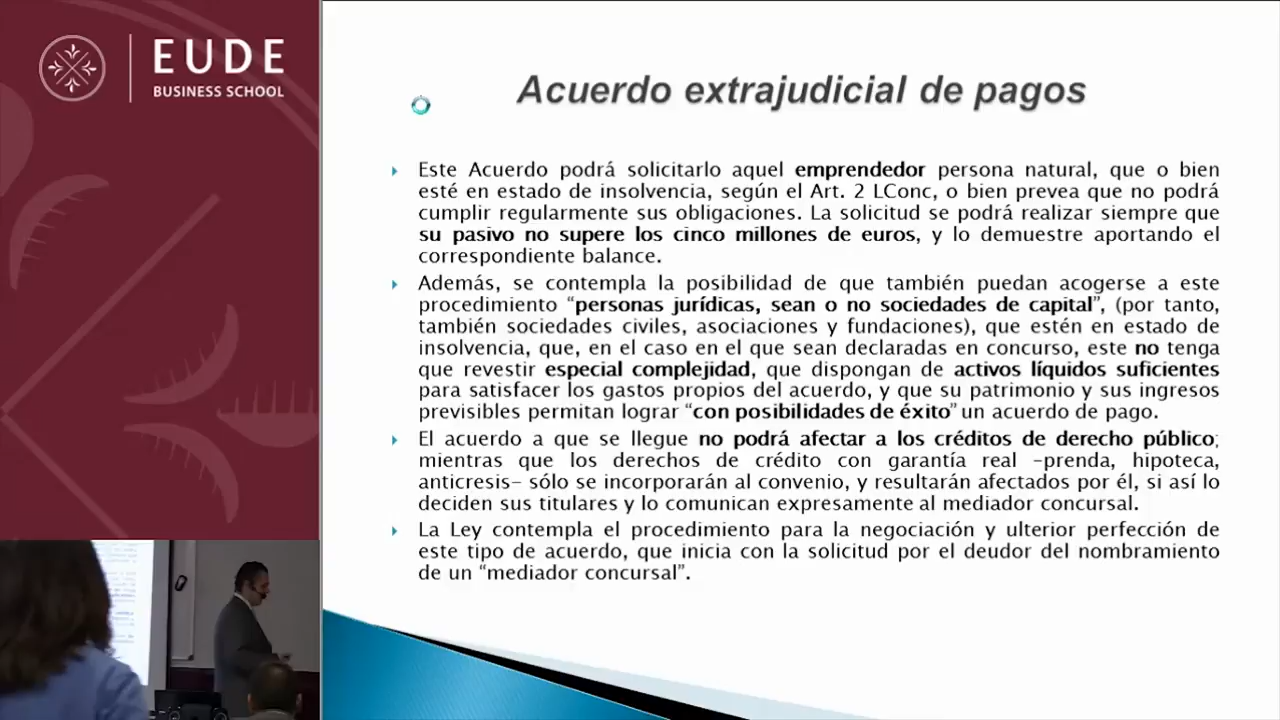 EUDE
BUSINESS SCHOOL
Acuerdo extrajudicial de pagos
Este Acuerdo podrá solicitarlo aquel emprendedor persona natural, que o bien
esté en estado de insolvencia, según el Art. 2 LConc, o bien prevea que no podrá
cumplir regularmente sus obligaciones. La solicitud se podrá realizar siempre que
su pasivo no supere los cinco millones de euros, y lo demuestre aportando el
correspondiente balance.
Además, se contempla la posibilidad de que también puedan acogerse a este
procedimiento “personas jurídicas, sean o no sociedades de capital”, (por tanto,
también sociedades civiles, asociaciones y fundaciones), que estén en estado de
insolvencia, que, en el caso en el que sean declaradas en concurso, este no tenga
que revestir especial complejidad, que dispongan de activos líquidos suficientes
para satisfacer los gastos propios del acuerdo, y que su patrimonio y sus ingresos
previsibles permitan lograr “con posibilidades de éxito” un acuerdo de pago.
El acuerdo a que se llegue no podrá afectar a los créditos de derecho público;
mientras que los derechos de crédito con garantía real –prenda, hipoteca,
anticresis– sólo se incorporarán al convenio, y resultarán afectados por él, si así lo
deciden sus titulares y lo comunican expresamente al mediador concursal.
La Ley contempla el procedimiento para la negociación y ulterior perfección de
este tipo de acuerdo, que inicia con la solicitud por el deudor del nombramiento
de un “mediador concursal”.